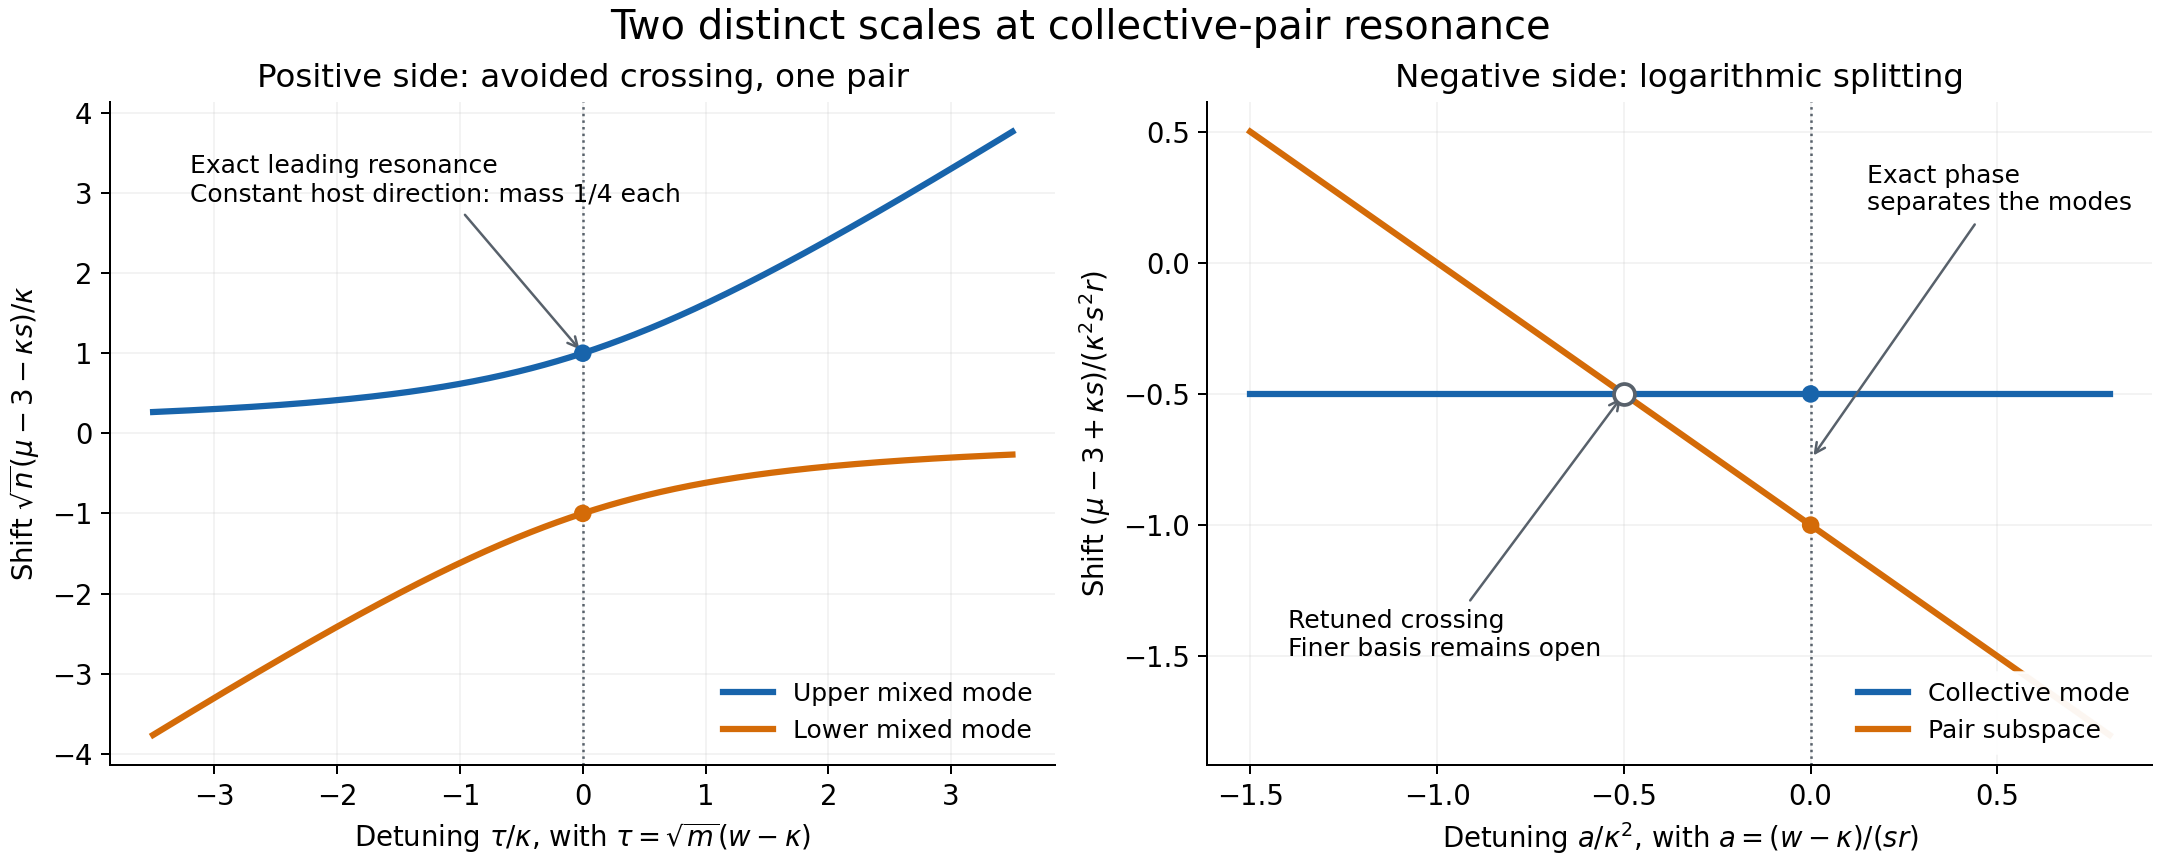 Two distinct scales at collective-pair resonance
Positive side: avoided crossing, one pair
4
3
2
1
0
−1
−2
−3
−4
Shift √n(μ − 3 − κs)/κ
Exact leading resonance
Constant host direction: mass 1/4 each
Upper mixed mode
Lower mixed mode
−3
−2
−1
0
1
2
3
Detuning τ/κ, with τ = √m(w − κ)
Negative side: logarithmic splitting
0.5
0.0
−0.5
−1.0
−1.5
Shift (μ − 3 + κs)/(κ²s²r)
Exact phase
separates the modes
Retuned crossing
Finer basis remains open
Collective mode
Pair subspace
−1.5
−1.0
−0.5
0.0
0.5
Detuning a/κ², with a = (w − κ)/(sr)